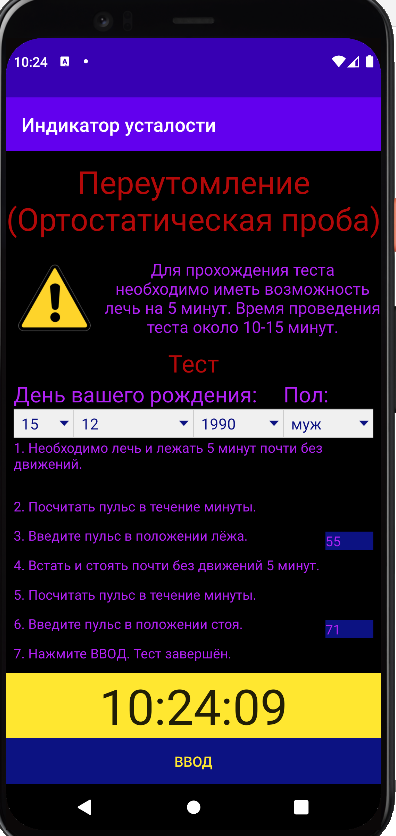 10:24
Индикатор усталости
Переутомление
(Ортостатическая проба)
Для прохождения теста
необходимо иметь возможность
лечь на 5 минут. Время проведения
теста около 10-15 минут.
Тест
День вашего рождения: Пол:
15 12 1990 муж
1. Необходимо лечь и лежать 5 минут почти без
движений.
2. Посчитать пульс в течение минуты.
3. Введите пульс в положении лёжа. 55
4. Встать и стоять почти без движений 5 минут.
5. Посчитать пульс в течение минуты.
6. Введите пульс в положении стоя. 71
7. Нажмите ВВОД. Тест завершён.
10:24:09
ВВОД